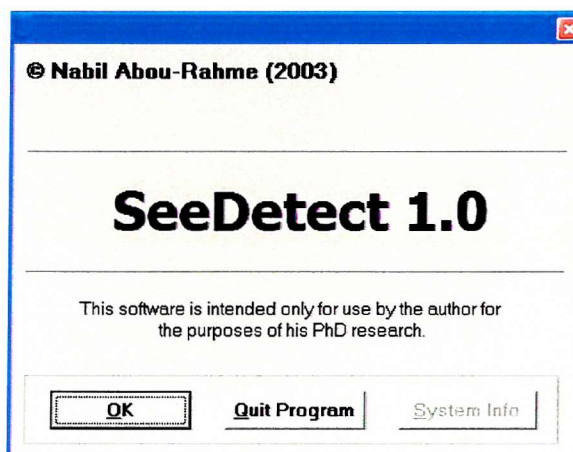 © Nabil Abou-Rahme (2003)
SeeDetect 1.0
This software is intended only for use by the author for
the purposes of his PhD research.
OK
Quit Program
System Info